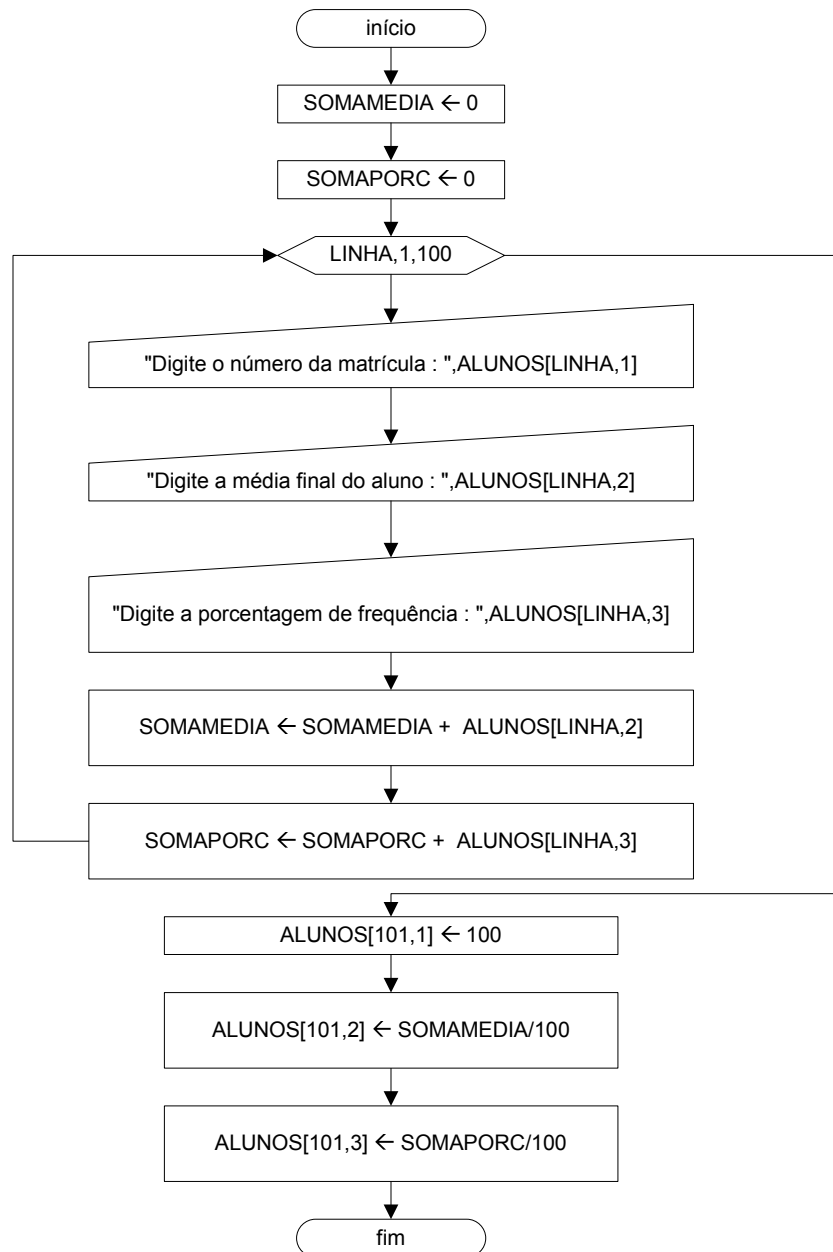 início
SOMAMEDIA ← 0
SOMAPORC ← 0
LINHA,1,100
"Digite o número da matrícula : ",ALUNOS[LINHA,1]
"Digite a média final do aluno : ",ALUNOS[LINHA,2]
"Digite a porcentagem de frequência : ",ALUNOS[LINHA,3]
SOMAMEDIA ← SOMAMEDIA + ALUNOS[LINHA,2]
SOMAPORC ← SOMAPORC + ALUNOS[LINHA,3]
ALUNOS[101,1] ← 100
ALUNOS[101,2] ← SOMAMEDIA/100
ALUNOS[101,3] ← SOMAPORC/100
fim